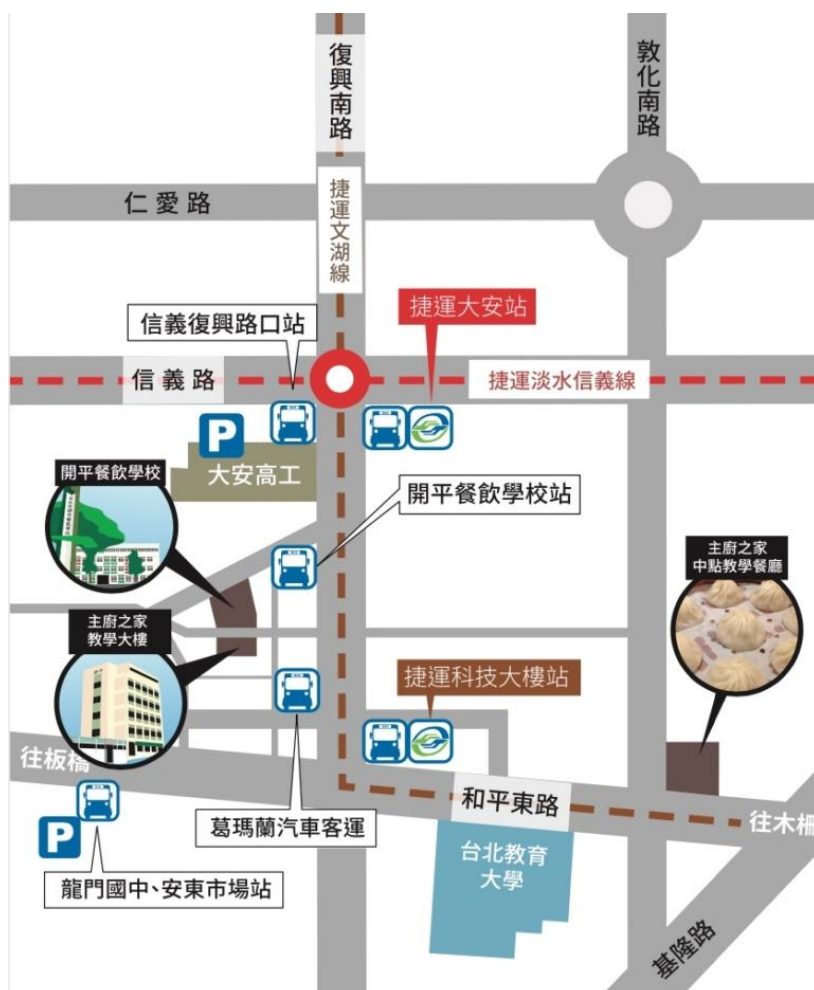 復興南路
敦化南路
仁愛路
捷運文湖線
信義復興路口站
捷運大安站
信義路
捷運淡水信義線
P
大安高工
開平餐飲學校
開平餐飲學校站
主廚之家
中點教學餐廳
主廚之家
教學大樓
捷運科技大樓站
往板橋
和平東路
往木柵
P
葛瑪蘭汽車客運
台北教育
大學
龍門國中、安東市場站
基隆路